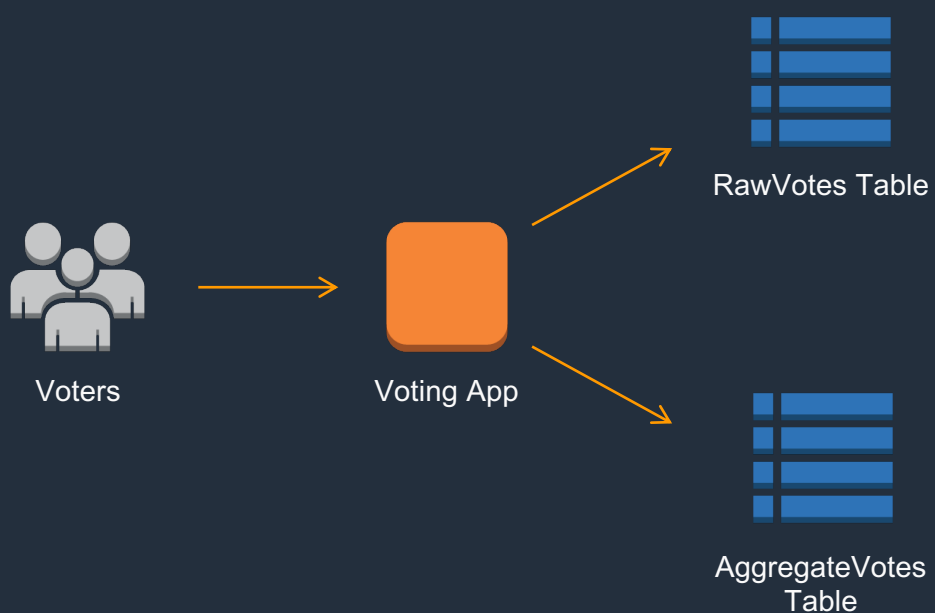 RawVotes Table
Voters
Voting App
AggregateVotes
Table